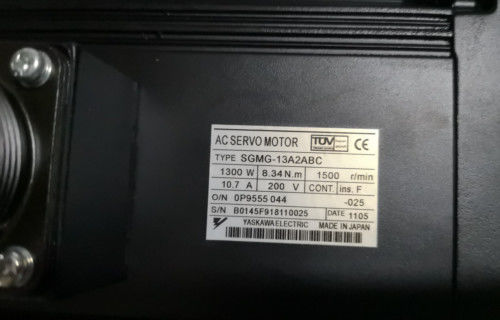 AC SERVO MOTOR TÜV CE
TYPE SGMG-13A2ABC
1300 W 8.34 N.m 1500 r/min
10.7 A 200 V CONT. ins. F
O/N 0P9555 044 -025
S/N B0145F918110025 DATE 1105
YASKAWA ELECTRIC MADE IN JAPAN